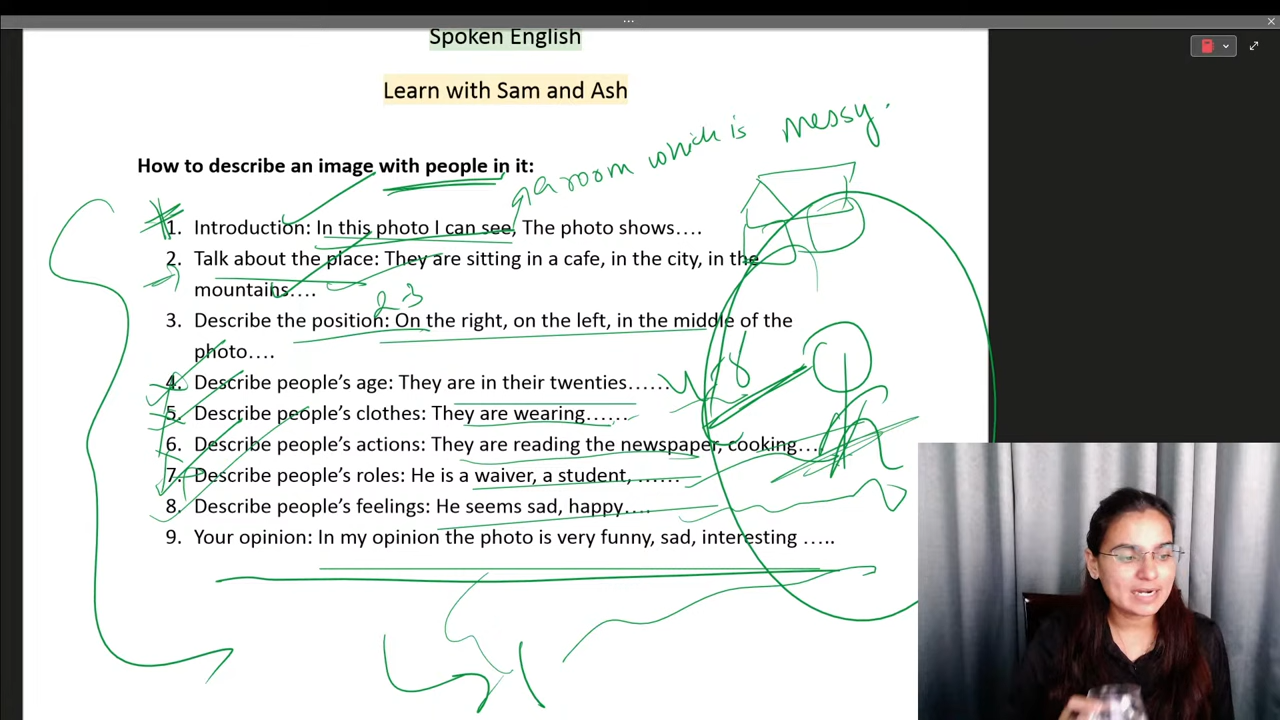 Spoken English
Learn with Sam and Ash
a room which is messy.
How to describe an image with people in it:
1. Introduction: In this photo I can see, The photo shows….
2. Talk about the place: They are sitting in a cafe, in the city, in the
mountains….
2-3
3. Describe the position: On the right, on the left, in the middle of the
photo….
4. Describe people's age: They are in their twenties……
5. Describe people's clothes: They are wearing……
6. Describe people's actions: They are reading the newspaper, cooking…
7. Describe people's roles: He is a waiver, a student, ……
8. Describe people's feelings: He seems sad, happy….
9. Your opinion: In my opinion the photo is very funny, sad, interesting …..